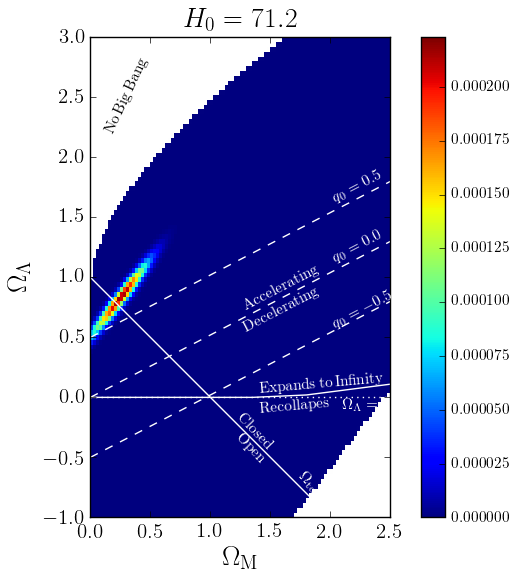 H₀ = 71.2
3.0
2.5
2.0
1.5
1.0
0.5
0.0
−0.5
−1.0
Ω_Λ
No Big Bang
q₀ = 0.5
q₀ = 0.0
Accelerating
Decelerating
q₀ = −0.5
Expands to Infinity
Recollapses
Ω_Λ =
Closed
Open
0.0
0.5
1.0
1.5
2.0
2.5
Ω_M
0.000200
0.000175
0.000150
0.000125
0.000100
0.000075
0.000050
0.000025
0.000000